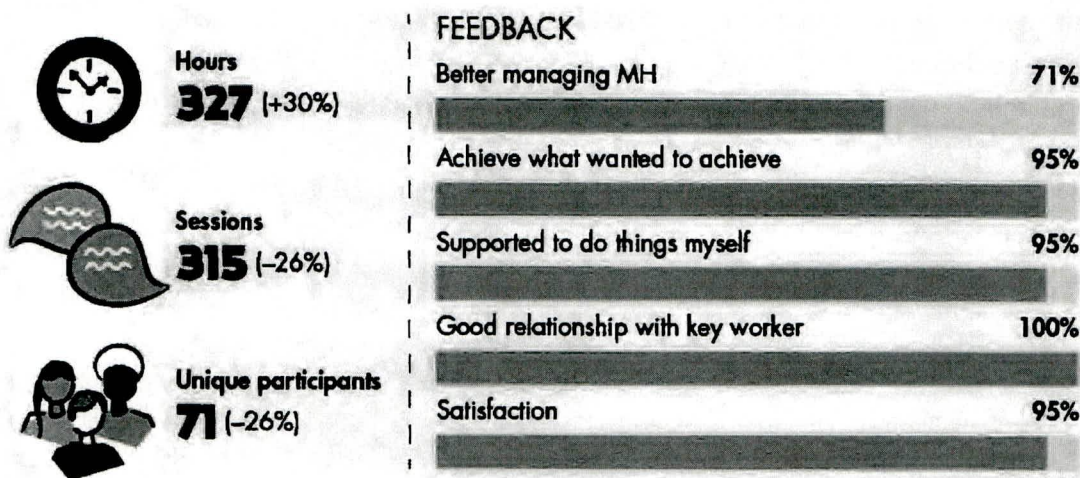 Hours
327 (+30%)
Sessions
315 (–26%)
Unique participants
71 (–26%)
FEEDBACK
Better managing MH 71%
Achieve what wanted to achieve 95%
Supported to do things myself 95%
Good relationship with key worker 100%
Satisfaction 95%